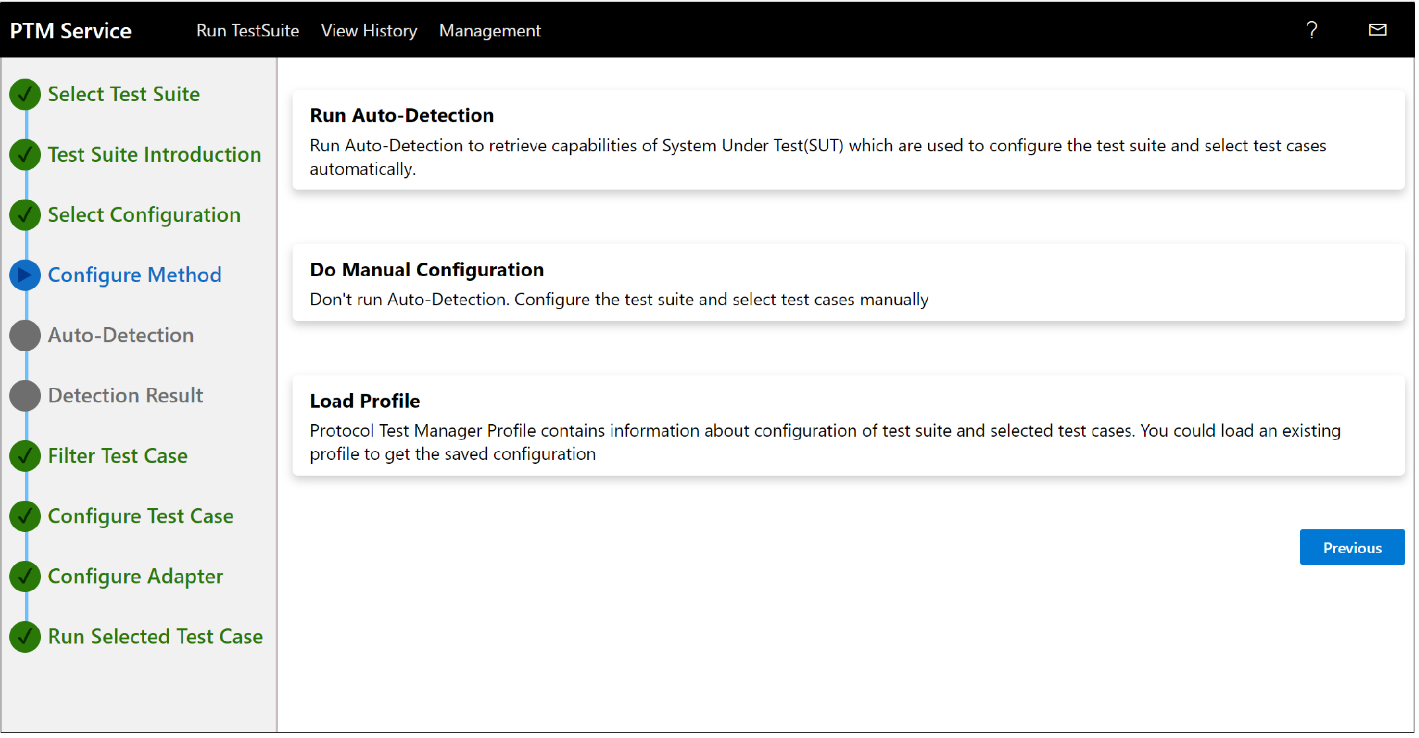 PTM Service
Run TestSuite
View History
Management
?
Select Test Suite
Test Suite Introduction
Select Configuration
Configure Method
Auto-Detection
Detection Result
Filter Test Case
Configure Test Case
Configure Adapter
Run Selected Test Case
Run Auto-Detection
Run Auto-Detection to retrieve capabilities of System Under Test(SUT) which are used to configure the test suite and select test cases
automatically.
Do Manual Configuration
Don't run Auto-Detection. Configure the test suite and select test cases manually
Load Profile
Protocol Test Manager Profile contains information about configuration of test suite and selected test cases. You could load an existing
profile to get the saved configuration
Previous